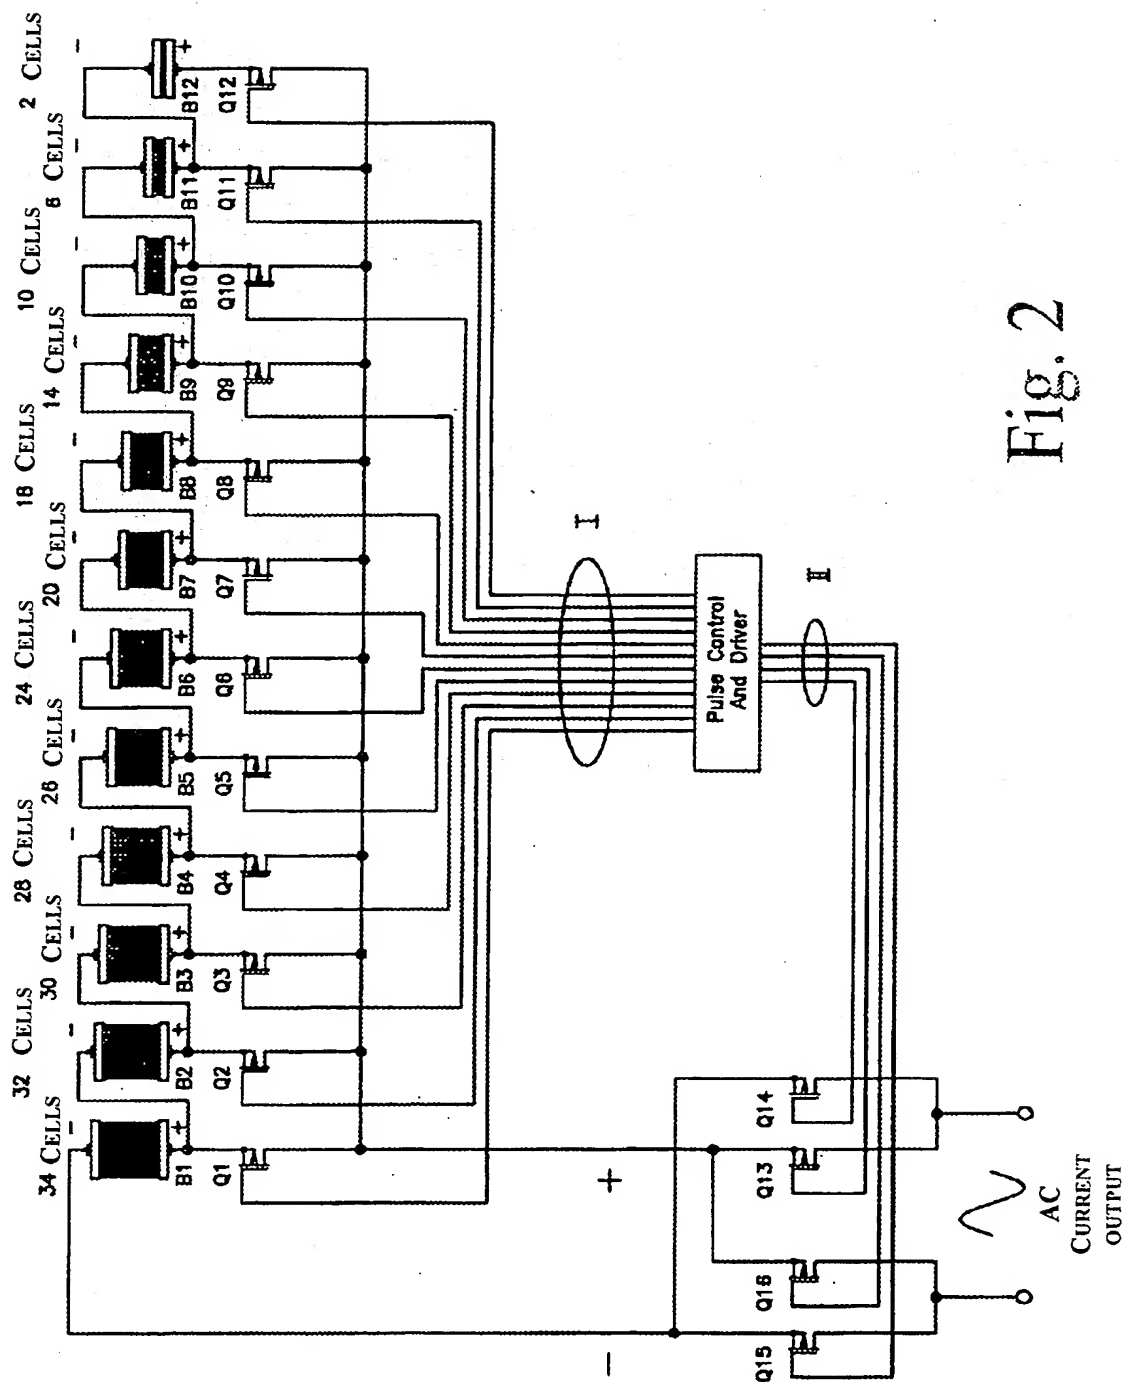 34 CELLS
32 CELLS
30 CELLS
28 CELLS
26 CELLS
24 CELLS
20 CELLS
18 CELLS
14 CELLS
10 CELLS
6 CELLS
2 CELLS
− − − − − − − − − − − −
+ + + + + + + + + + + +
B1 B2 B3 B4 B5 B6 B7 B8 B9 B10 B11 B12
Q1 Q2 Q3 Q4 Q5 Q6 Q7 Q8 Q9 Q10 Q11 Q12
I
− +
Pulse Control
And Driver
II
Q15 Q16 Q13 Q14
AC
CURRENT
OUTPUT
Fig. 2